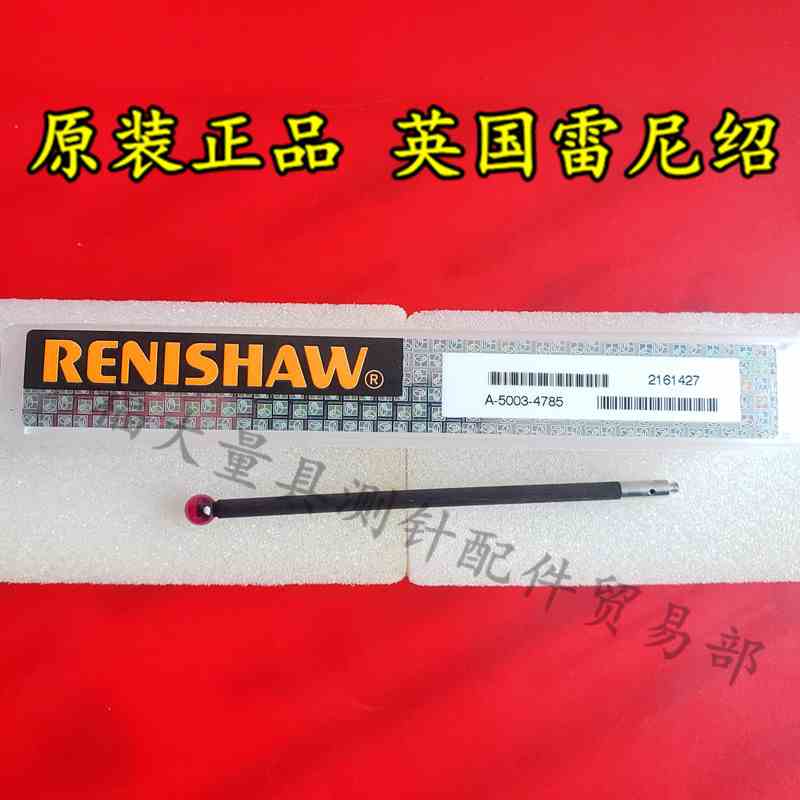 原装正品 英国雷尼绍
RENISHAW®
2161427
A-5003-4785
天量具测针配件贸易部